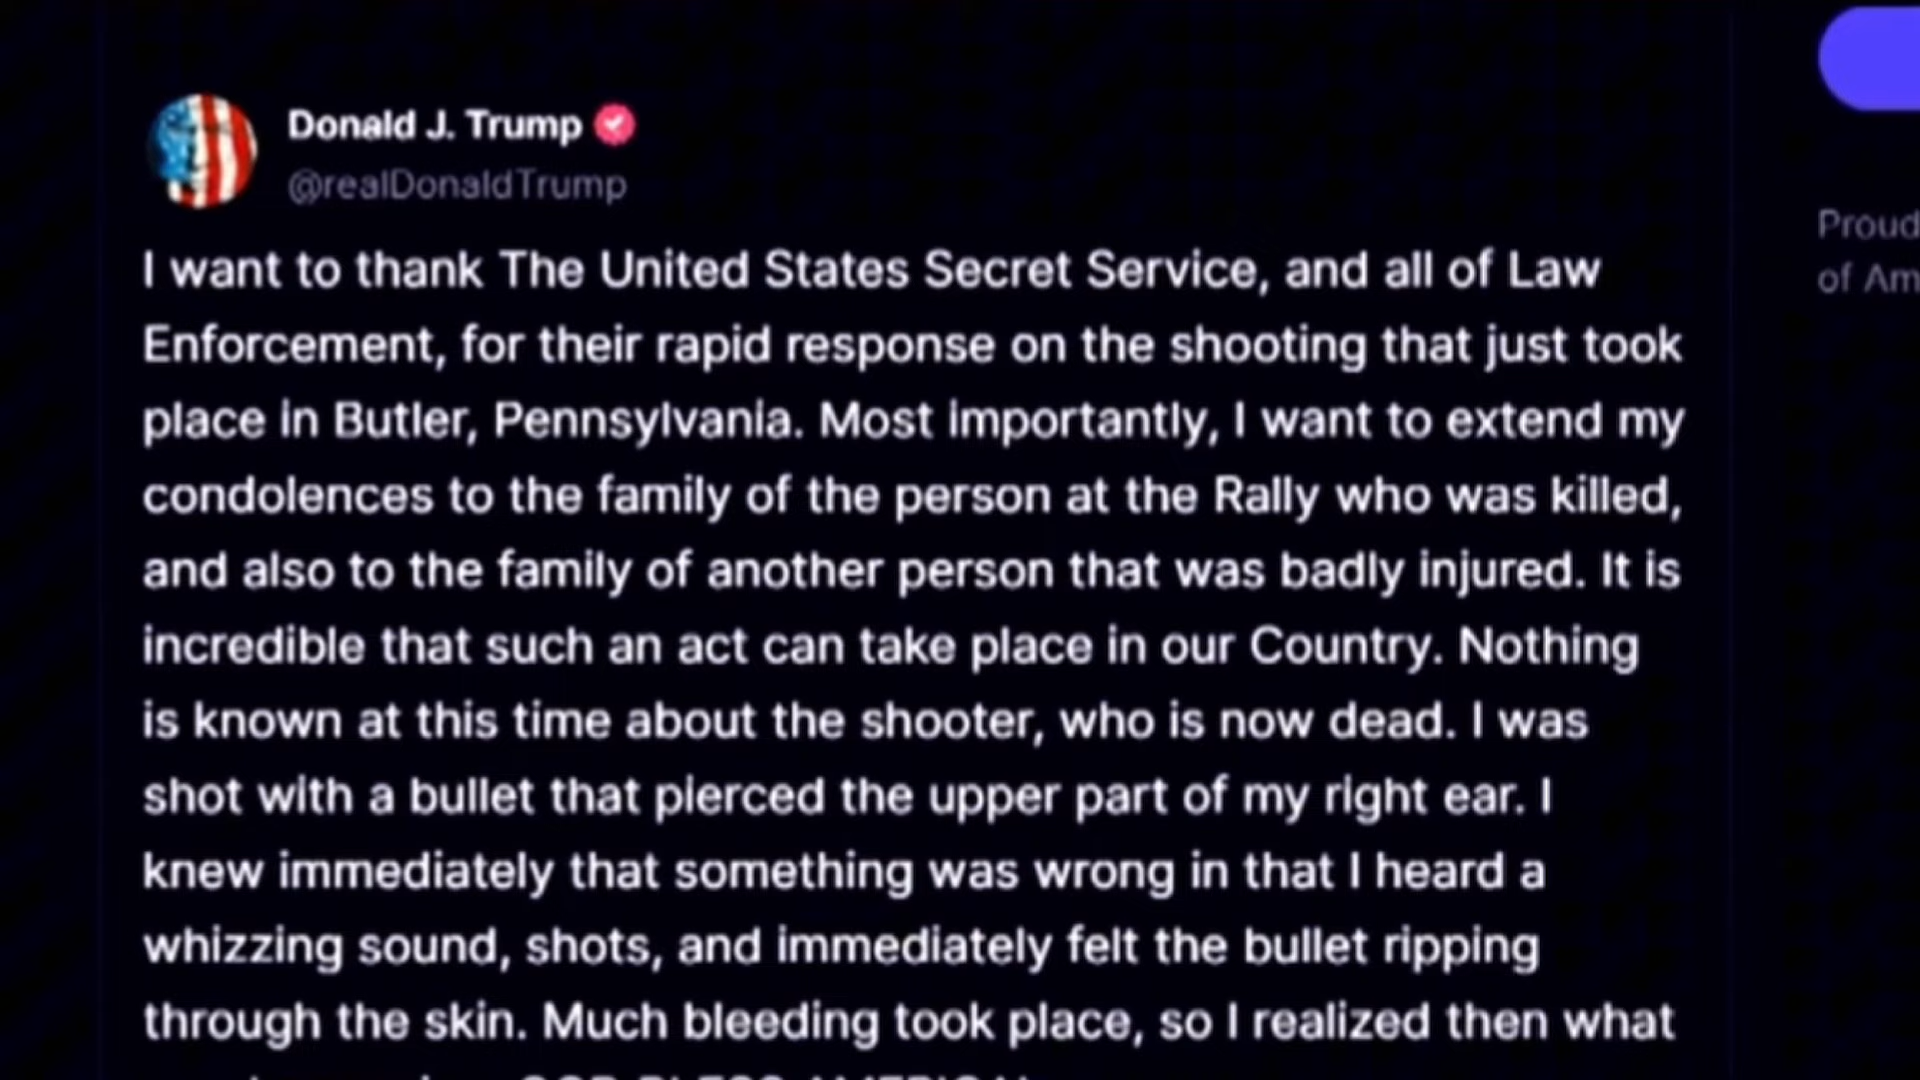 Donald J. Trump
@realDonaldTrump
I want to thank The United States Secret Service, and all of Law
Enforcement, for their rapid response on the shooting that just took
place in Butler, Pennsylvania. Most importantly, I want to extend my
condolences to the family of the person at the Rally who was killed,
and also to the family of another person that was badly injured. It is
incredible that such an act can take place in our Country. Nothing
is known at this time about the shooter, who is now dead. I was
shot with a bullet that pierced the upper part of my right ear. I
knew immediately that something was wrong in that I heard a
whizzing sound, shots, and immediately felt the bullet ripping
through the skin. Much bleeding took place, so I realized then what
Proud
of Am